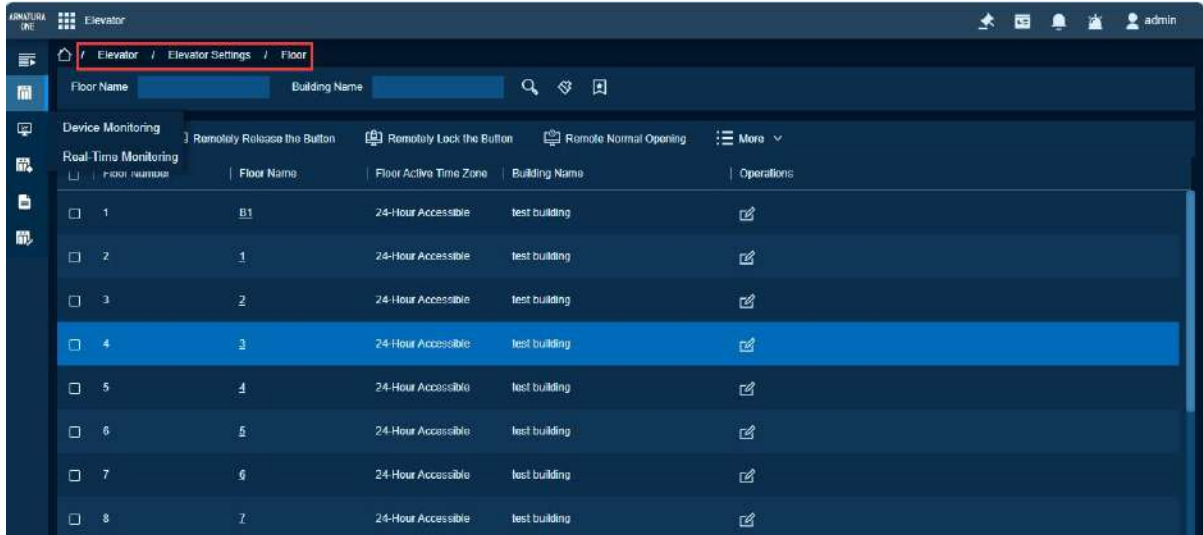 ARMATURA ONE Elevator admin
/ Elevator / Elevator Settings / Floor
Floor Name Building Name
Device Monitoring
Remotely Release the Button Remotely Lock the Button Remote Normal Opening More
Real-Time Monitoring
Floor Number Floor Name Floor Active Time Zone Building Name Operations
1 B1 24-Hour Accessible test building
2 1 24-Hour Accessible test building
3 2 24-Hour Accessible test building
4 3 24-Hour Accessible test building
5 4 24-Hour Accessible test building
6 5 24-Hour Accessible test building
7 6 24-Hour Accessible test building
8 7 24-Hour Accessible test building